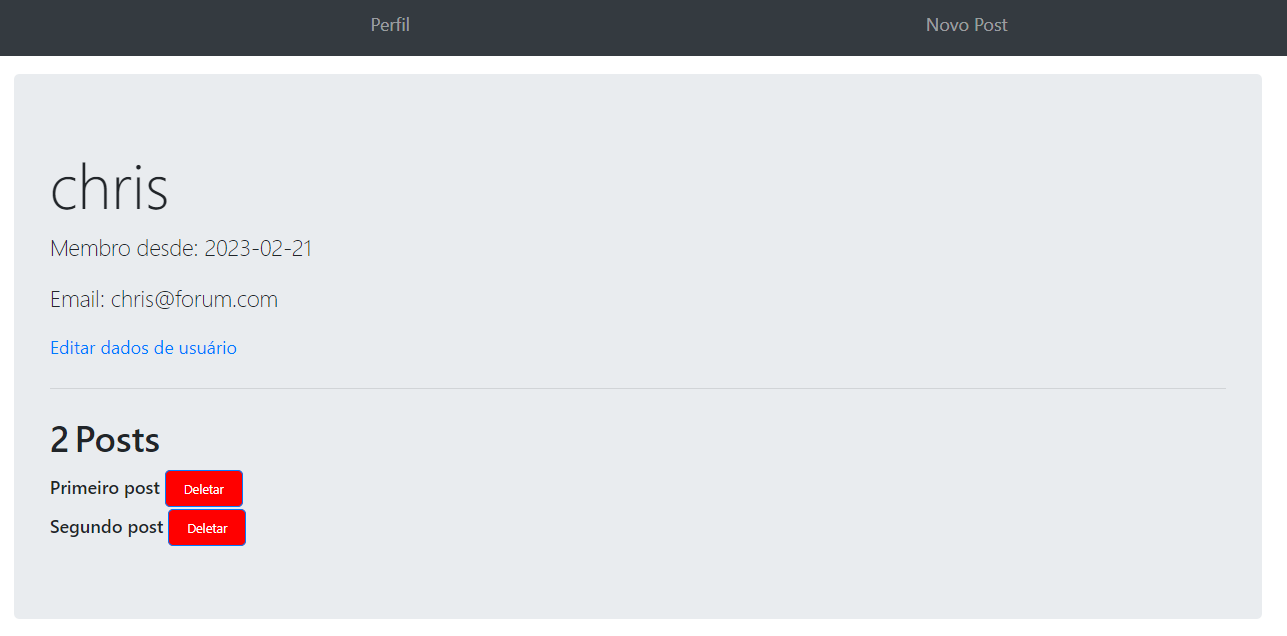 Perfil Novo Post
chris
Membro desde: 2023-02-21
Email: chris@forum.com
Editar dados de usuário
2 Posts
Primeiro post Deletar
Segundo post Deletar